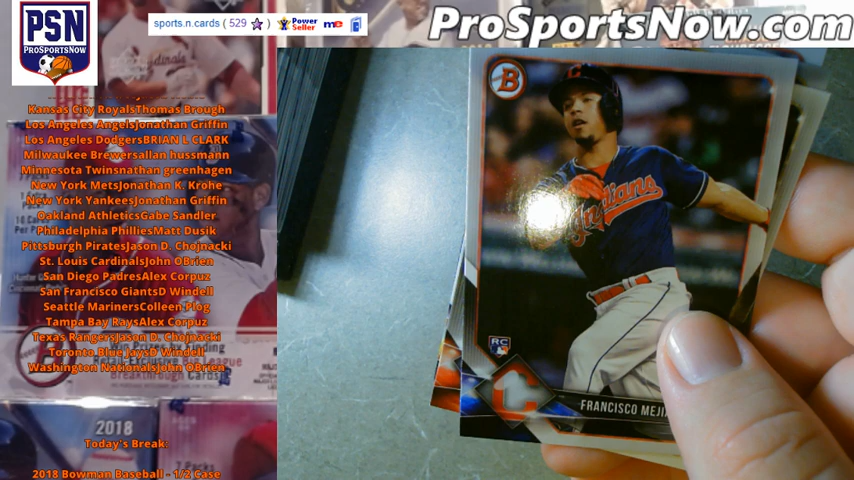 PSN
ProSportsNow
sports.n.cards ( 529 ) Power Seller me
ProSportsNow.com
Kansas City RoyalsThomas Brough
Los Angeles AngelsJonathan Griffin
Los Angeles DodgersBRIAN L CLARK
Milwaukee Brewersallan hussmann
Minnesota Twinsnathan greenhagen
New York MetsJonathan K. Krohe
New York YankeesJonathan Griffin
Oakland AthleticsGabe Sandler
Philadelphia PhilliesMatt Dusik
Pittsburgh PiratesJason D. Chojnacki
St. Louis CardinalsJohn OBrien
San Diego PadresAlex Corpuz
San Francisco GiantsD Windell
Seattle MarinersColleen Plog
Tampa Bay RaysAlex Corpuz
Texas RangersJason D. Chojnacki
Toronto Blue JaysD Windell
Washington NationalsJohn OBrien
Breakthrough Cards
2018
Today's Break:
2018 Bowman Baseball - 1/2 Case
B
Indians
RC
C
FRANCISCO